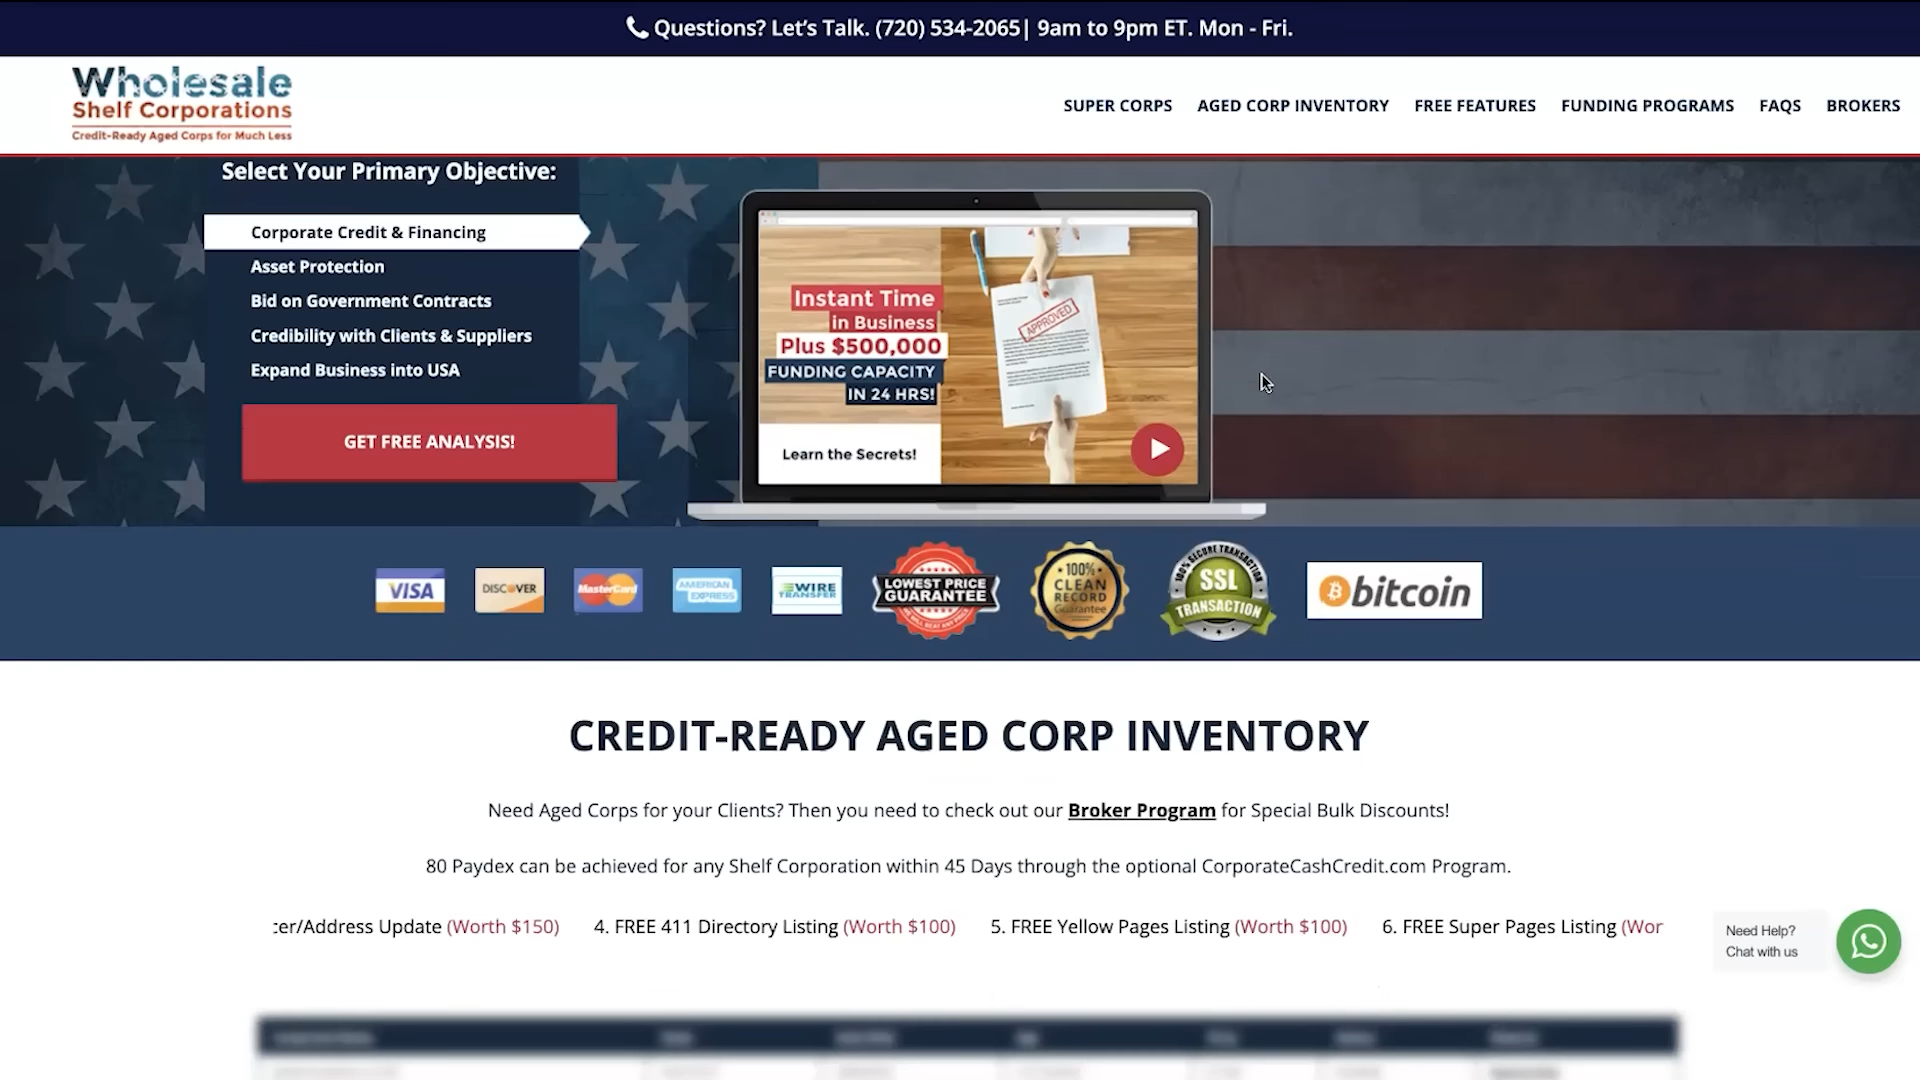 Questions? Let's Talk. (720) 534-2065| 9am to 9pm ET. Mon - Fri.
Wholesale
Shelf Corporations
Credit-Ready Aged Corps for Much Less
SUPER CORPS AGED CORP INVENTORY FREE FEATURES FUNDING PROGRAMS FAQS BROKERS
Select Your Primary Objective:
Corporate Credit & Financing
Asset Protection
Bid on Government Contracts
Credibility with Clients & Suppliers
Expand Business into USA
GET FREE ANALYSIS!
Instant Time
in Business
Plus $500,000
FUNDING CAPACITY
IN 24 HRS!
Learn the Secrets!
APPROVED
VISA
DISCOVER
MasterCard
AMERICAN
EXPRESS
WIRE
TRANSFER
LOWEST PRICE
GUARANTEE
WE WILL BEAT ANY PRICE
100%
CLEAN
RECORD
Guarantee
100% SECURE TRANSACTION
SSL
TRANSACTION
bitcoin
CREDIT-READY AGED CORP INVENTORY
Need Aged Corps for your Clients? Then you need to check out our Broker Program for Special Bulk Discounts!
80 Paydex can be achieved for any Shelf Corporation within 45 Days through the optional CorporateCashCredit.com Program.
cer/Address Update (Worth $150) 4. FREE 411 Directory Listing (Worth $100) 5. FREE Yellow Pages Listing (Worth $100) 6. FREE Super Pages Listing (Wor
Need Help?
Chat with us